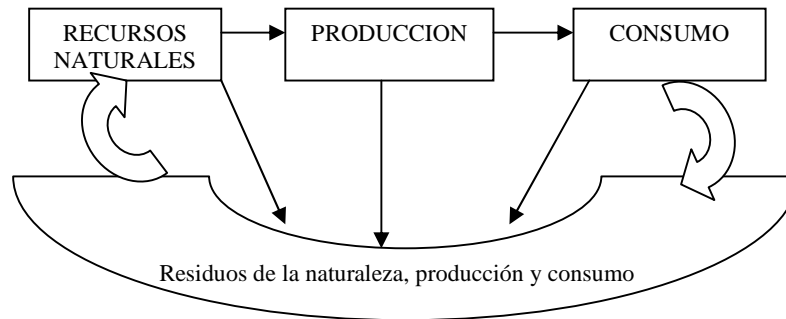 RECURSOS
NATURALES
PRODUCCION
CONSUMO
Residuos de la naturaleza, producción y consumo